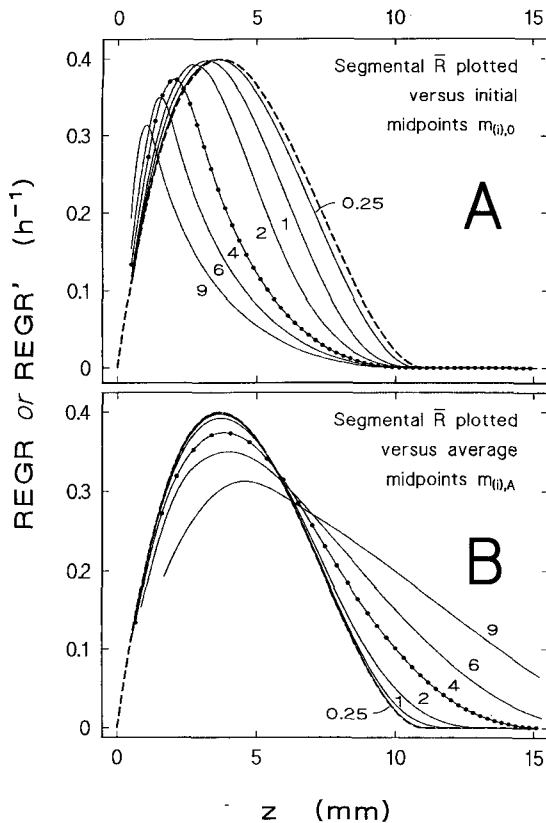 0 5 10 15
Segmental R̅ plotted
versus initial
midpoints m(i),0
0.4
0.3
0.2
0.1
0
0.25
A
2 1
4
6
9
REGR or REGR' (h⁻¹)
Segmental R̅ plotted
versus average
midpoints m(i),A
0.4
0.3
0.2
0.1
0
B
9
6
4
2
1
0.25
0 5 10 15
z (mm)